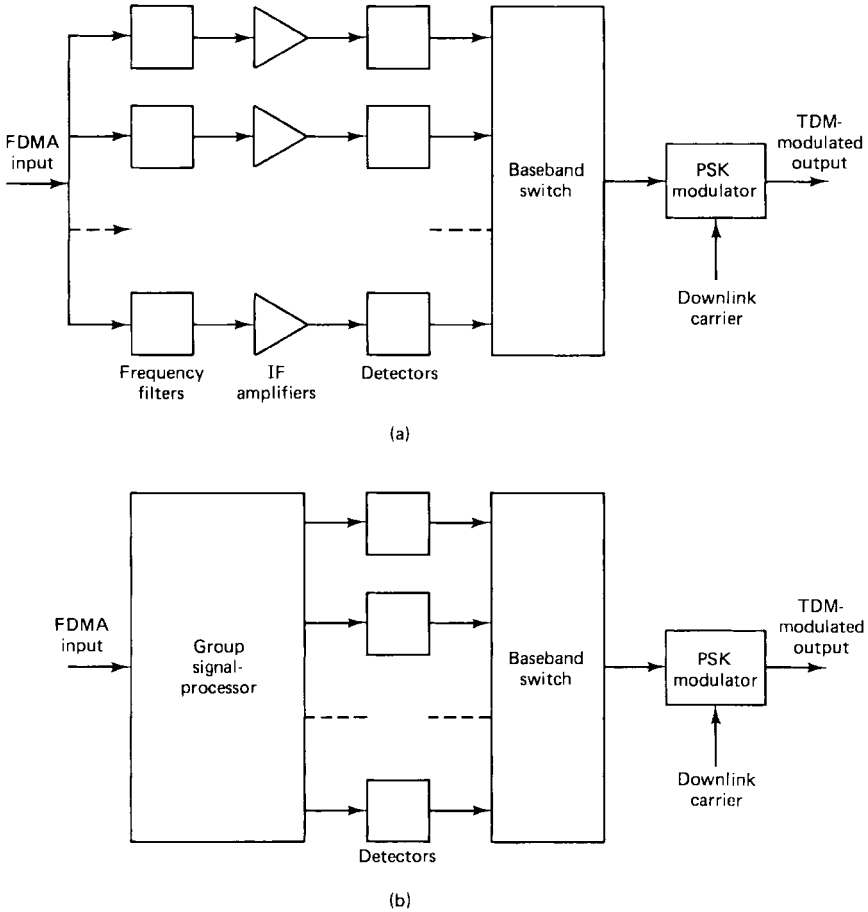 FDMA
input
Baseband
switch
PSK
modulator
TDM-
modulated
output
Downlink
carrier
Frequency
filters
IF
amplifiers
Detectors
(a)
FDMA
input
Group
signal-
processor
Baseband
switch
PSK
modulator
TDM-
modulated
output
Downlink
carrier
Detectors
(b)